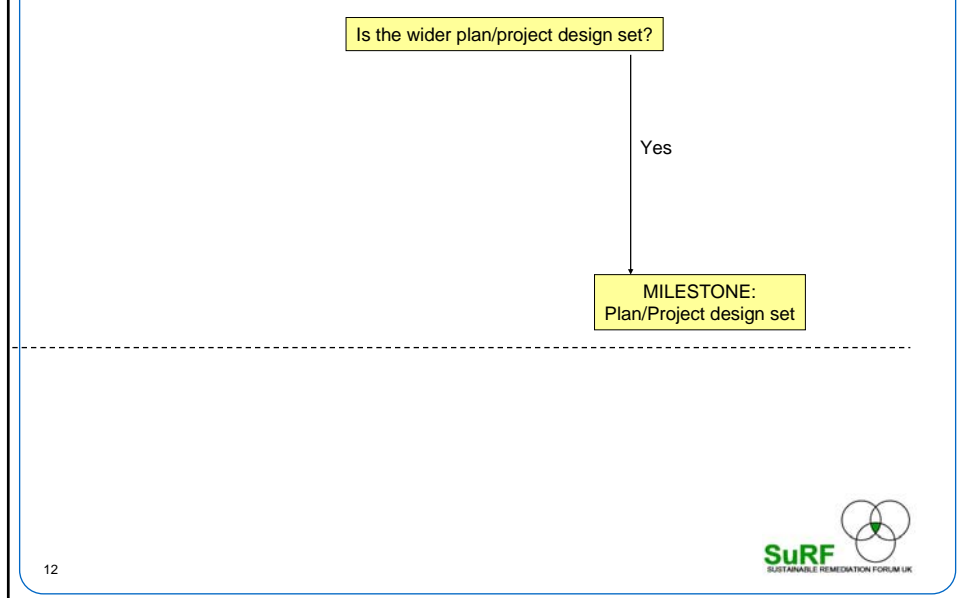 Is the wider plan/project design set?
Yes
MILESTONE:
Plan/Project design set
SuRF
SUSTAINABLE REMEDIATION FORUM UK
12